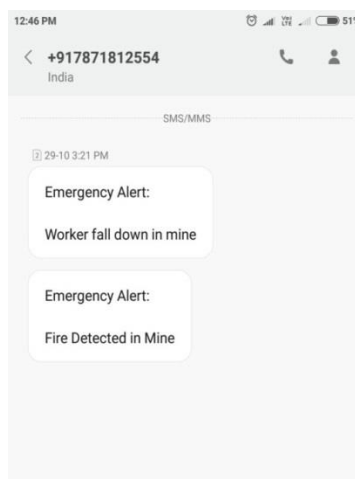 12:46 PM
51%
+917871812554
India
SMS/MMS
2 29-10 3:21 PM
Emergency Alert:
Worker fall down in mine
Emergency Alert:
Fire Detected in Mine